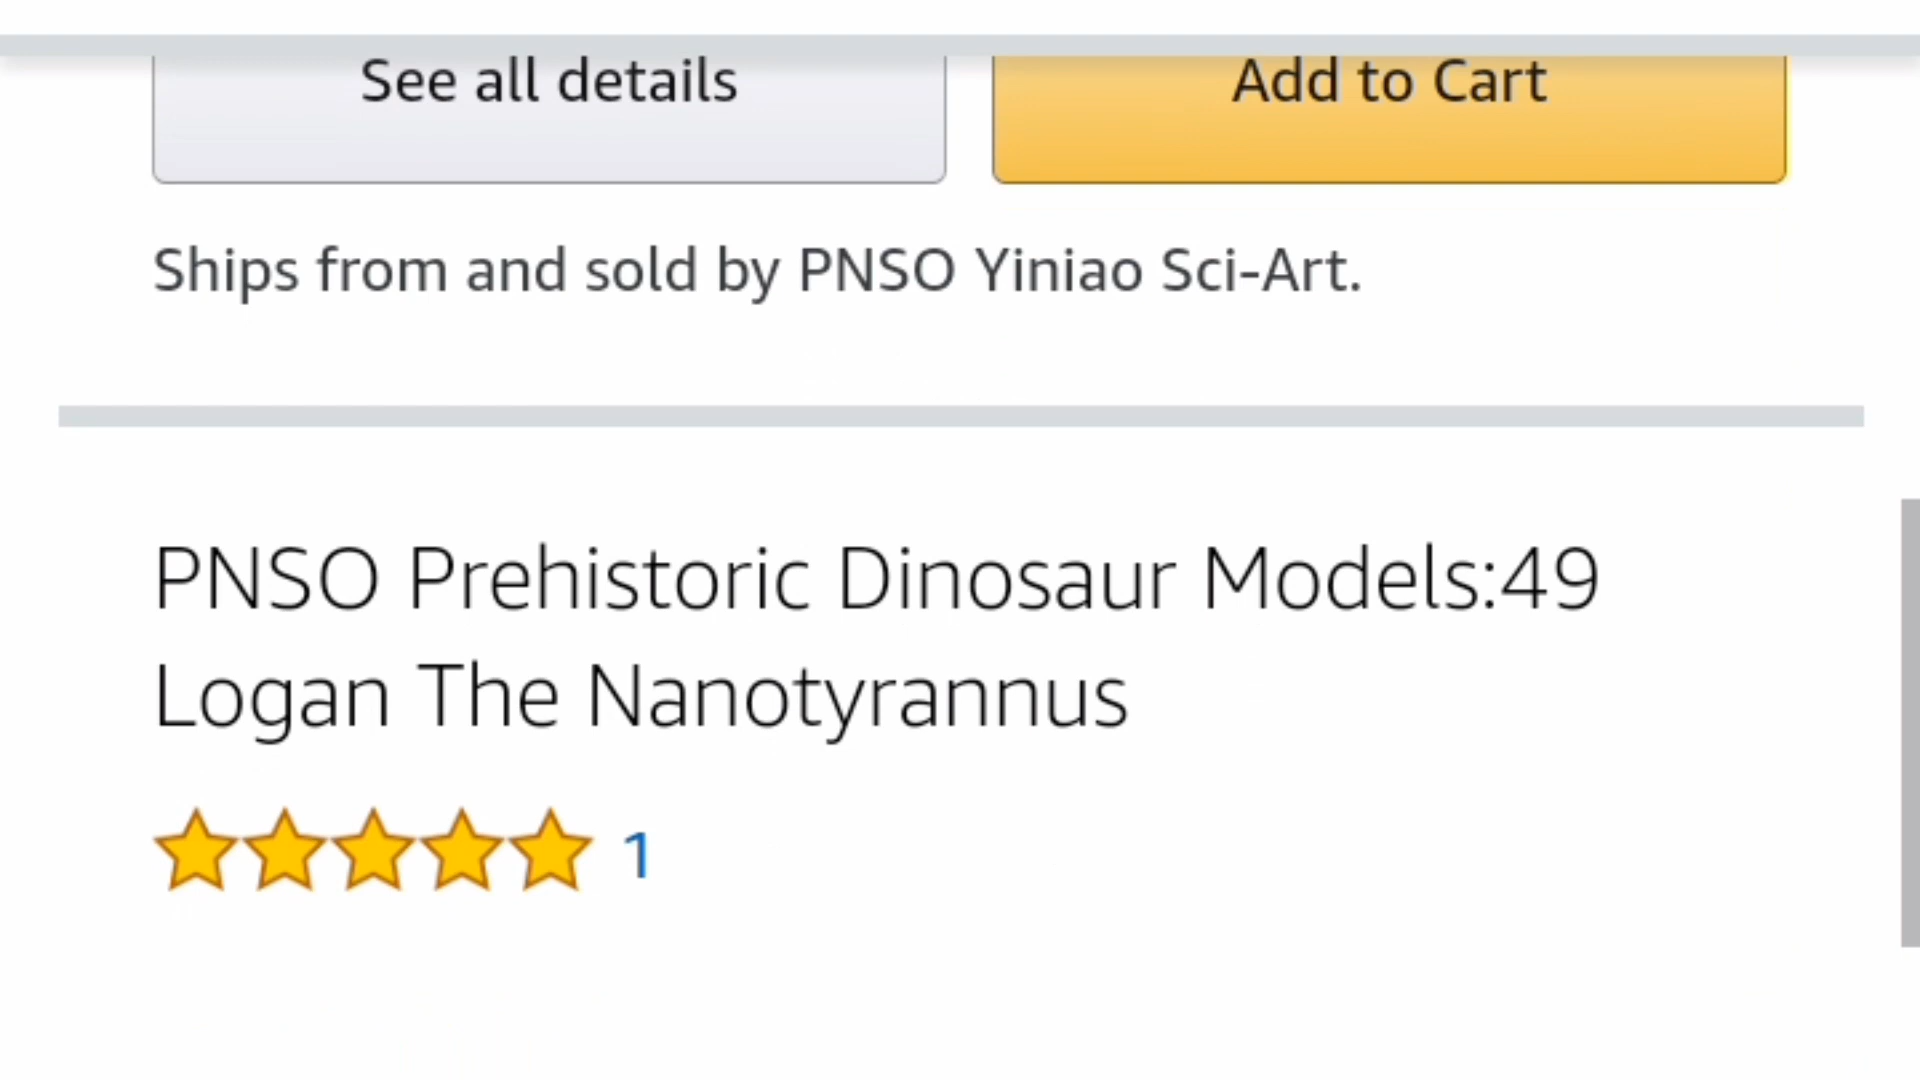 See all details
Add to Cart
Ships from and sold by PNSO Yiniao Sci-Art.
PNSO Prehistoric Dinosaur Models:49
Logan The Nanotyrannus
1